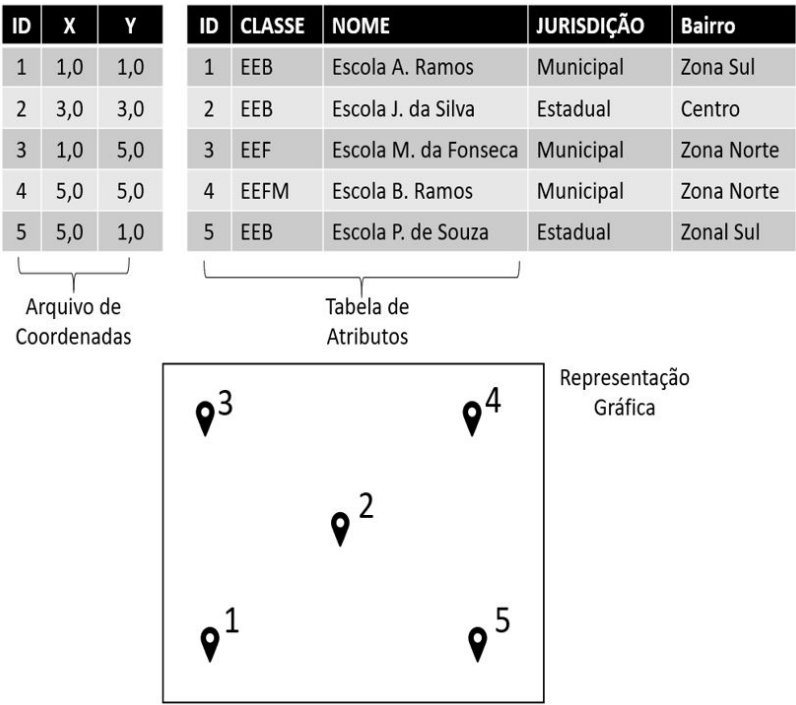 ID X Y ID CLASSE NOME JURISDIÇÃO Bairro
1 1,0 1,0 1 EEB Escola A. Ramos Municipal Zona Sul
2 3,0 3,0 2 EEB Escola J. da Silva Estadual Centro
3 1,0 5,0 3 EEF Escola M. da Fonseca Municipal Zona Norte
4 5,0 5,0 4 EEFM Escola B. Ramos Municipal Zona Norte
5 5,0 1,0 5 EEB Escola P. de Souza Estadual Zonal Sul
Arquivo de
Coordenadas
Tabela de
Atributos
Representação
Gráfica
3 4
2
1 5